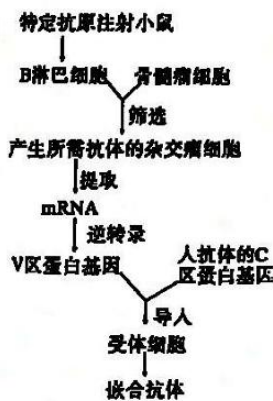 特定抗原注射小鼠
B淋巴细胞 骨髓瘤细胞
筛选
产生所需抗体的杂交瘤细胞
提取
mRNA
逆转录
V区蛋白基因 人抗体的C
区蛋白基因
导入
受体细胞
嵌合抗体